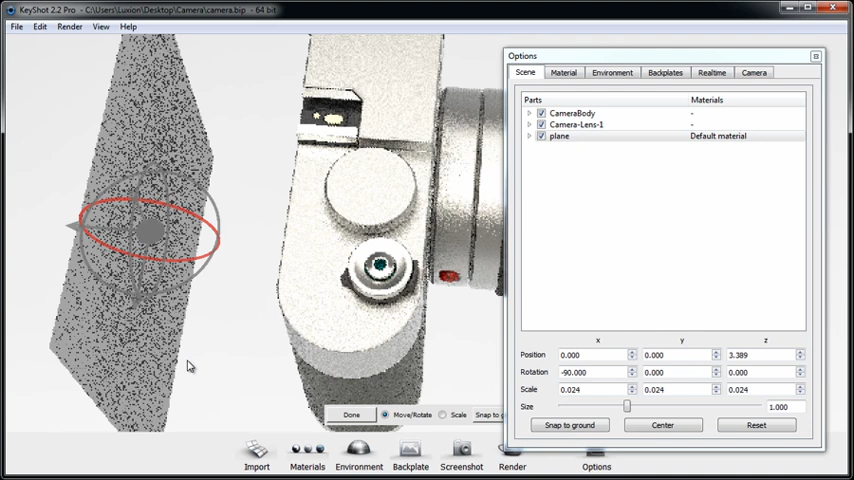 KeyShot 2.2 Pro - C:\Users\Luxion\Desktop\Camera\camera.bip - 64 bit
File Edit Render View Window Help
Options
Scene Material Environment Backplates Realtime Camera
Parts Materials
CameraBody -
Camera-Lens-1 -
plane Default material
x y z
Position 0.000 0.000 3.389
Rotation -90.000 0.000 0.000
Scale 0.024 0.024 0.024
Size 1.000
Snap to ground Center Reset
Done Move/Rotate Scale Snap to g
Import Materials Environment Backplate Screenshot Render Options